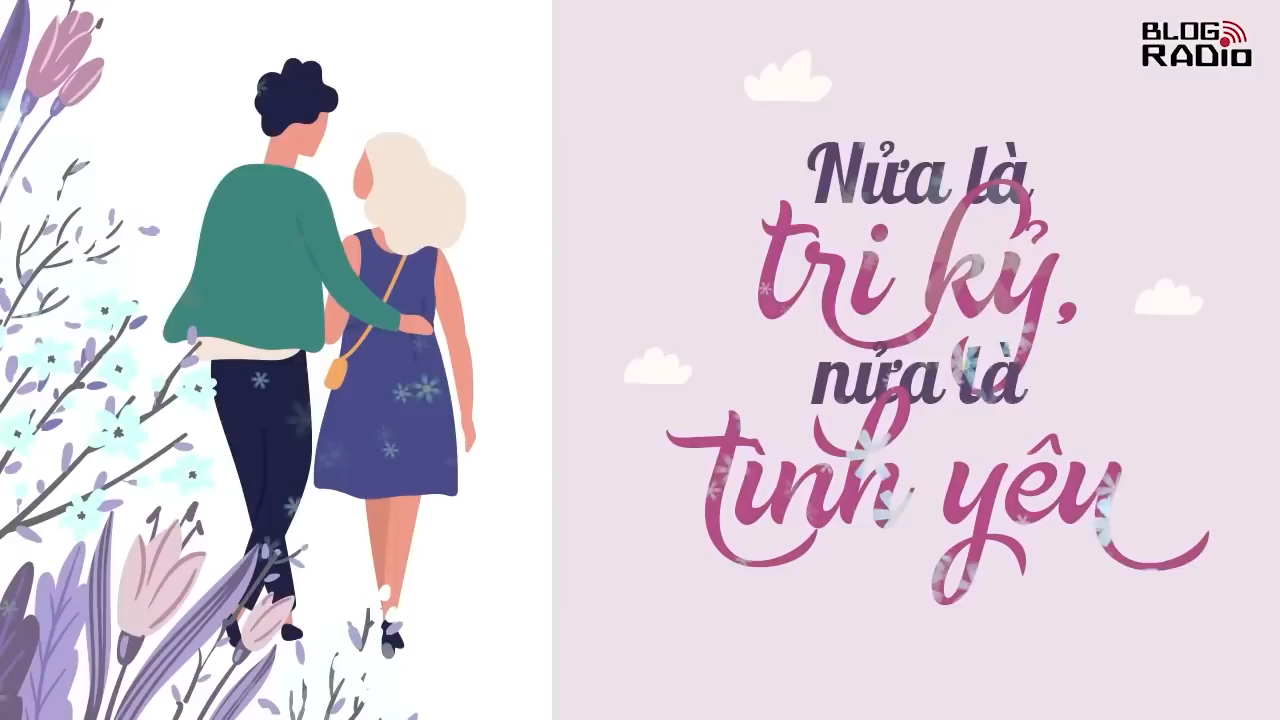 BLOG
RADIO
Nửa là
tri kỷ,
nửa là
tình yêu